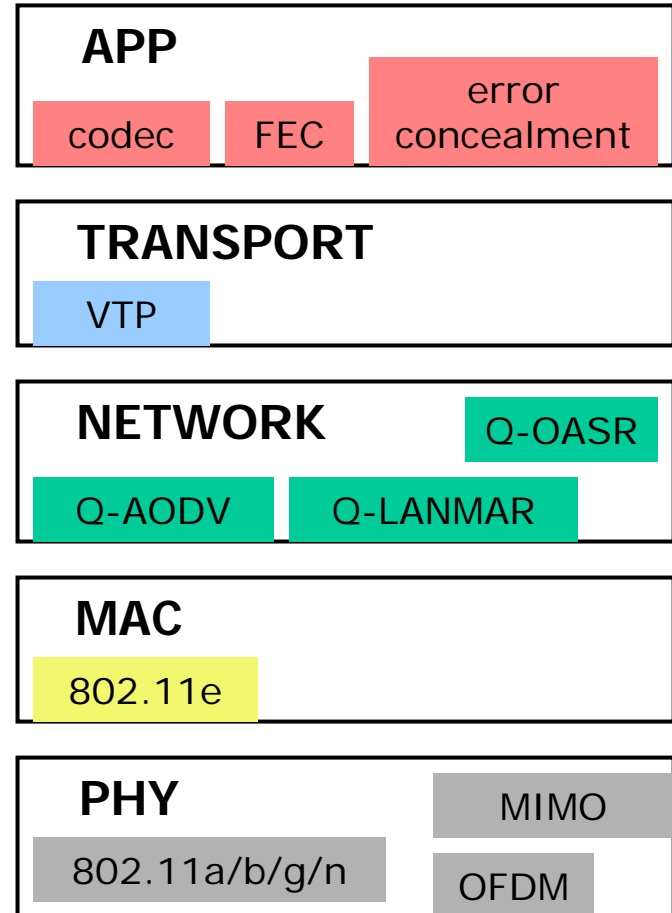 APP
codec
FEC
error
concealment
TRANSPORT
VTP
NETWORK
Q-OASR
Q-AODV
Q-LANMAR
MAC
802.11e
PHY
MIMO
802.11a/b/g/n
OFDM